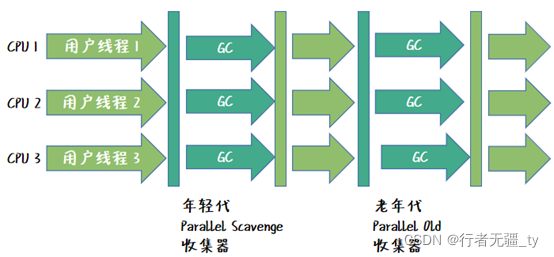 CPU 1 用户线程1 GC GC
CPU 2 用户线程2 GC GC
CPU 3 用户线程3 GC GC
年轻代
Parallel Scavenge
收集器
老年代
Parallel Old
收集器
CSDN @行者无疆_ty